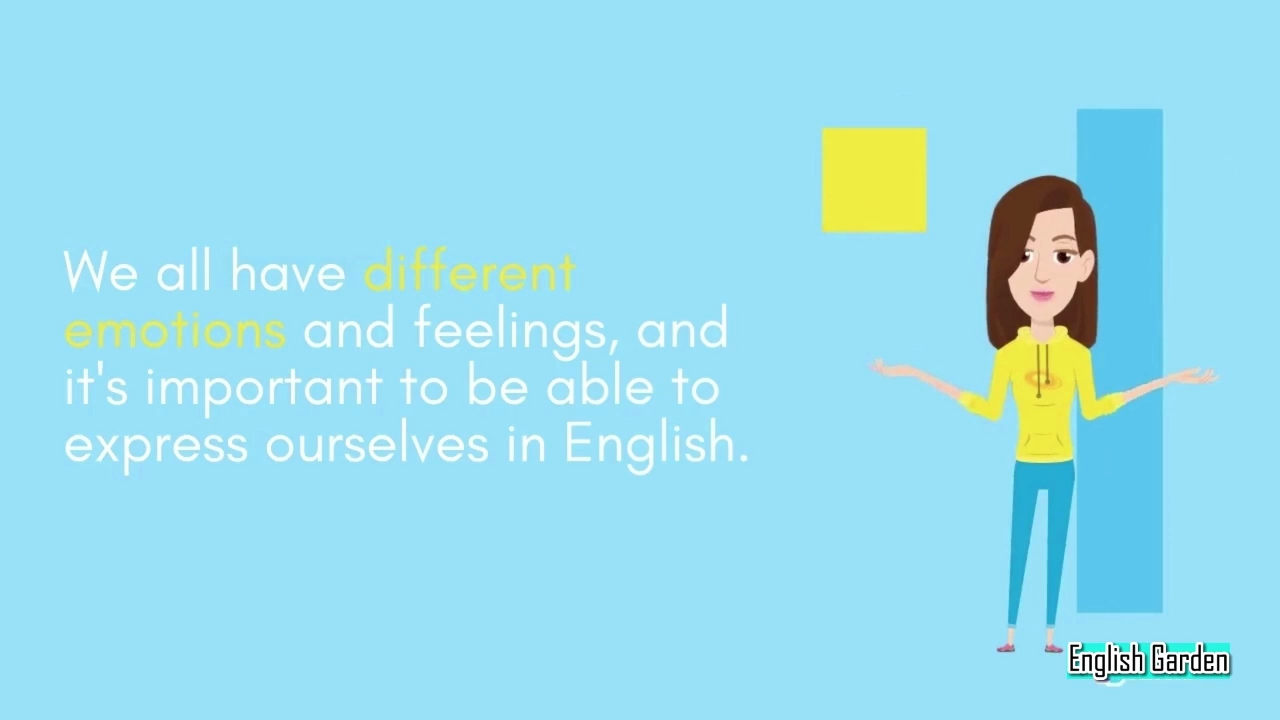 We all have different
emotions and feelings, and
it's important to be able to
express ourselves in English.
English Garden